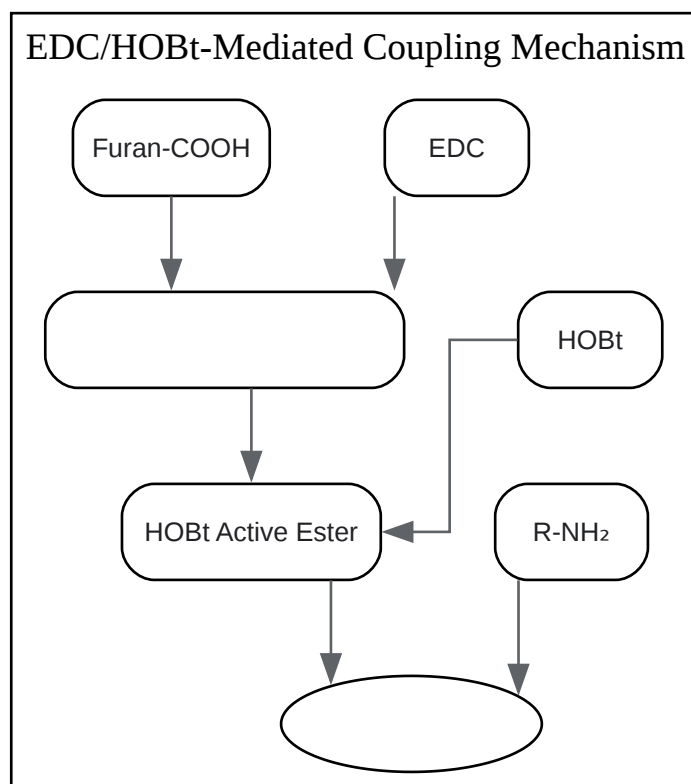 EDC/HOBt-Mediated Coupling Mechanism
Furan-COOH
EDC
HOBt
HOBt Active Ester
R-NH₂